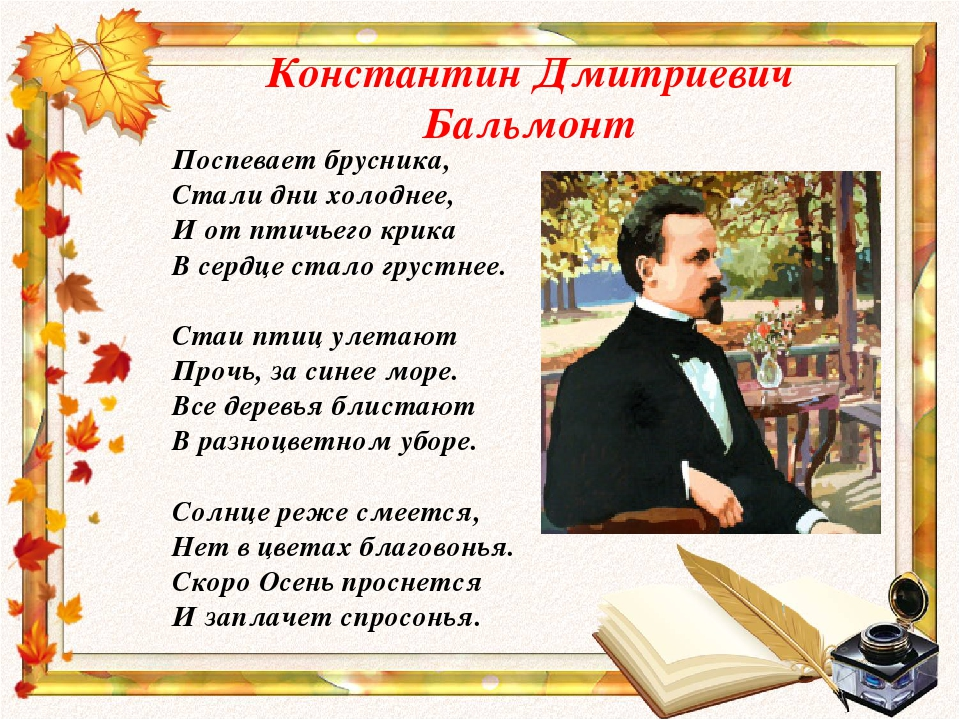 Константин Дмитриевич
Бальмонт
Поспевает брусника,
Стали дни холоднее,
И от птичьего крика
В сердце стало грустнее.
Стаи птиц улетают
Прочь, за синее море.
Все деревья блистают
В разноцветном уборе.
Солнце реже смеется,
Нет в цветах благовонья.
Скоро Осень проснется
И заплачет спросонья.